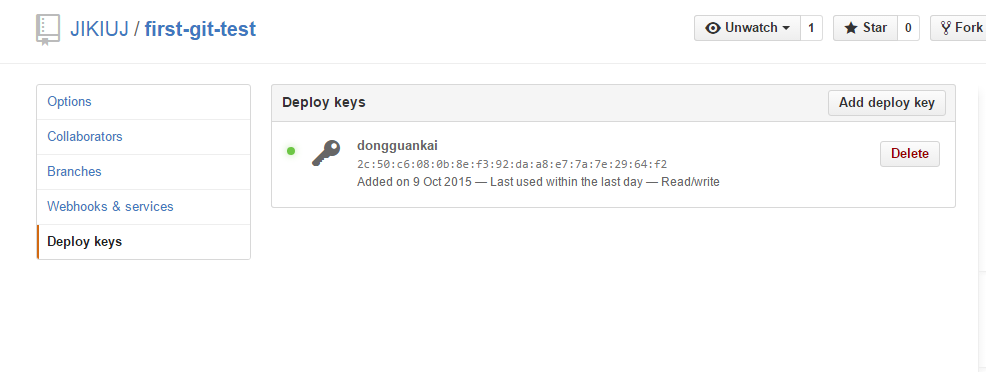 JIKIUJ / first-git-test
Unwatch 1 Star 0 Fork
Options
Collaborators
Branches
Webhooks & services
Deploy keys
Deploy keys Add deploy key
dongguankai
2c:50:c6:08:0b:8e:f3:92:da:a8:e7:7a:7e:29:64:f2
Added on 9 Oct 2015 — Last used within the last day — Read/write
Delete